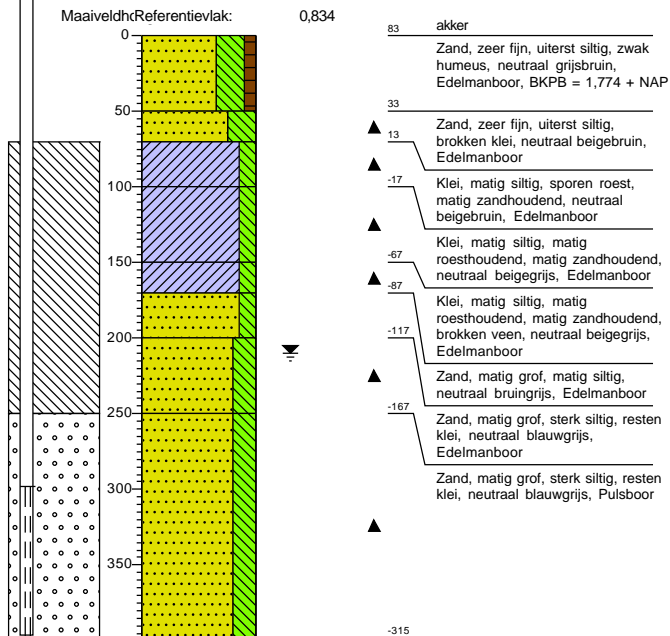 MaaiveldhoReferentievlak: 0,834
0
50
100
150
200
250
300
350
83 akker
Zand, zeer fijn, uiterst siltig, zwak
humeus, neutraal grijsbruin,
Edelmanboor, BKPB = 1,774 + NAP
33
Zand, zeer fijn, uiterst siltig,
brokken klei, neutraal beigebruin,
Edelmanboor
13
Klei, matig siltig, sporen roest,
matig zandhoudend, neutraal
beigebruin, Edelmanboor
-17
Klei, matig siltig, matig
roesthoudend, matig zandhoudend,
neutraal beigegrijs, Edelmanboor
-67
Klei, matig siltig, matig
roesthoudend, matig zandhoudend,
brokken veen, neutraal beigegrijs,
Edelmanboor
-87
Zand, matig grof, matig siltig,
neutraal bruingrijs, Edelmanboor
-117
Zand, matig grof, sterk siltig, resten
klei, neutraal blauwgrijs,
Edelmanboor
-167
Zand, matig grof, sterk siltig, resten
klei, neutraal blauwgrijs, Pulsboor
-315